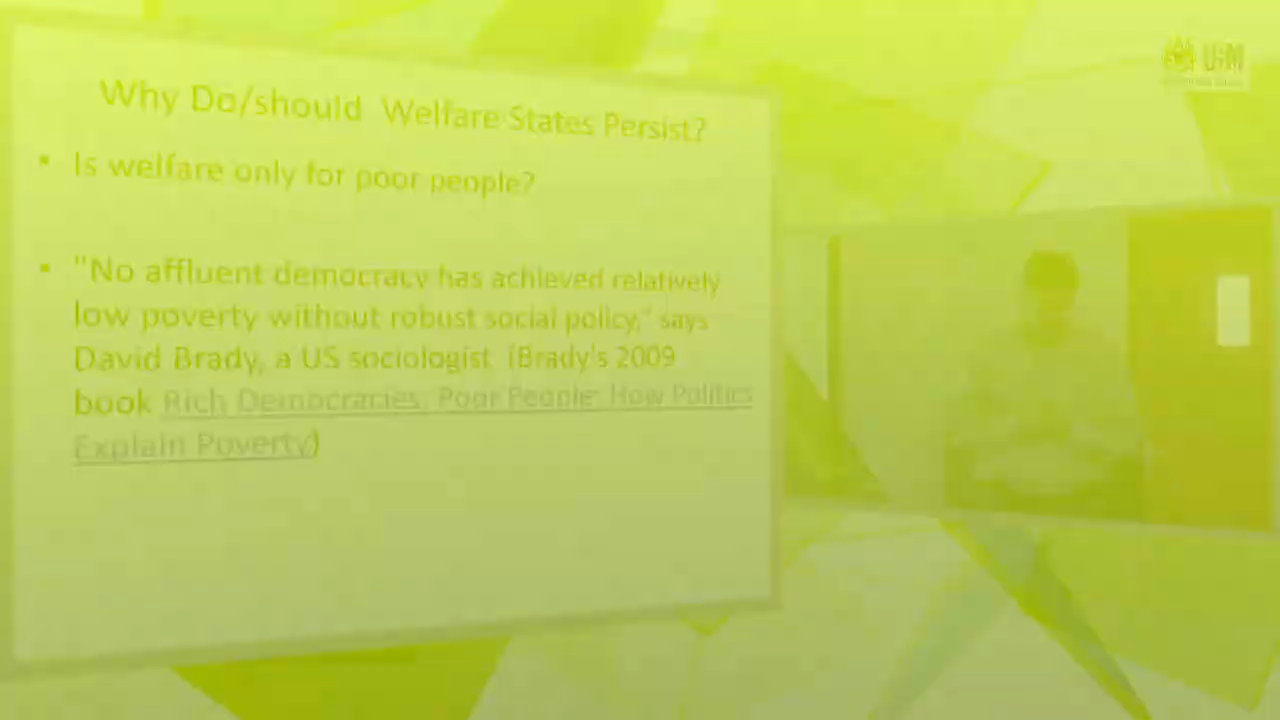 USM
Why Do/should Welfare States Persist?
Is welfare only for poor people?
"No affluent democracy has achieved relatively
low poverty without robust social policy," says
David Brady, a US sociologist (Brady's 2009
book Rich Democracies, Poor People: How Politics
Explain Poverty)